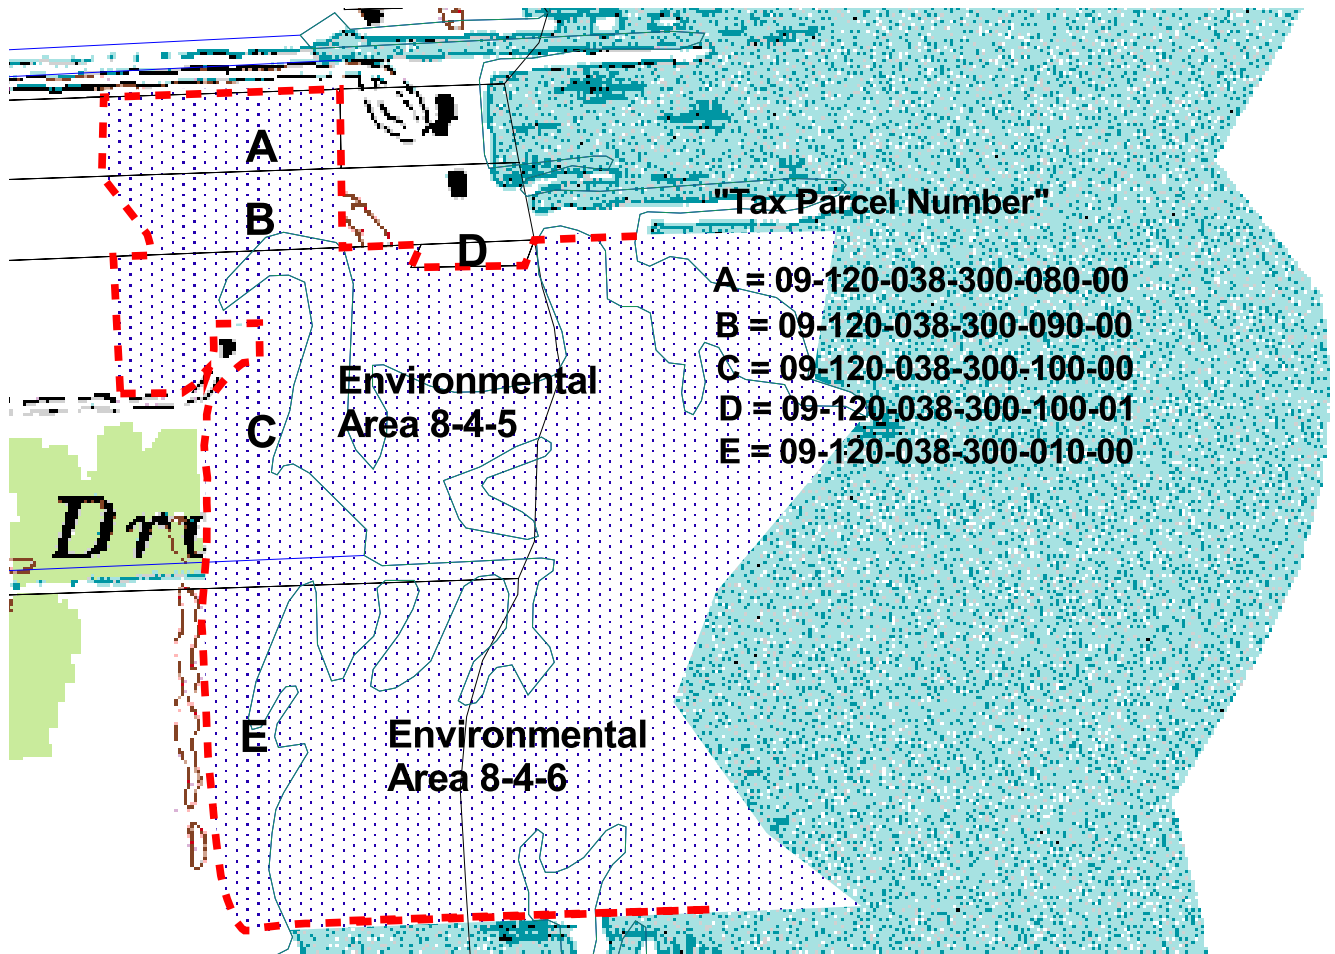 A
B
D
"Tax Parcel Number"
A = 09-120-038-300-080-00
B = 09-120-038-300-090-00
C = 09-120-038-300-100-00
D = 09-120-038-300-100-01
E = 09-120-038-300-010-00
Environmental
Area 8-4-5
C
E
Environmental
Area 8-4-6